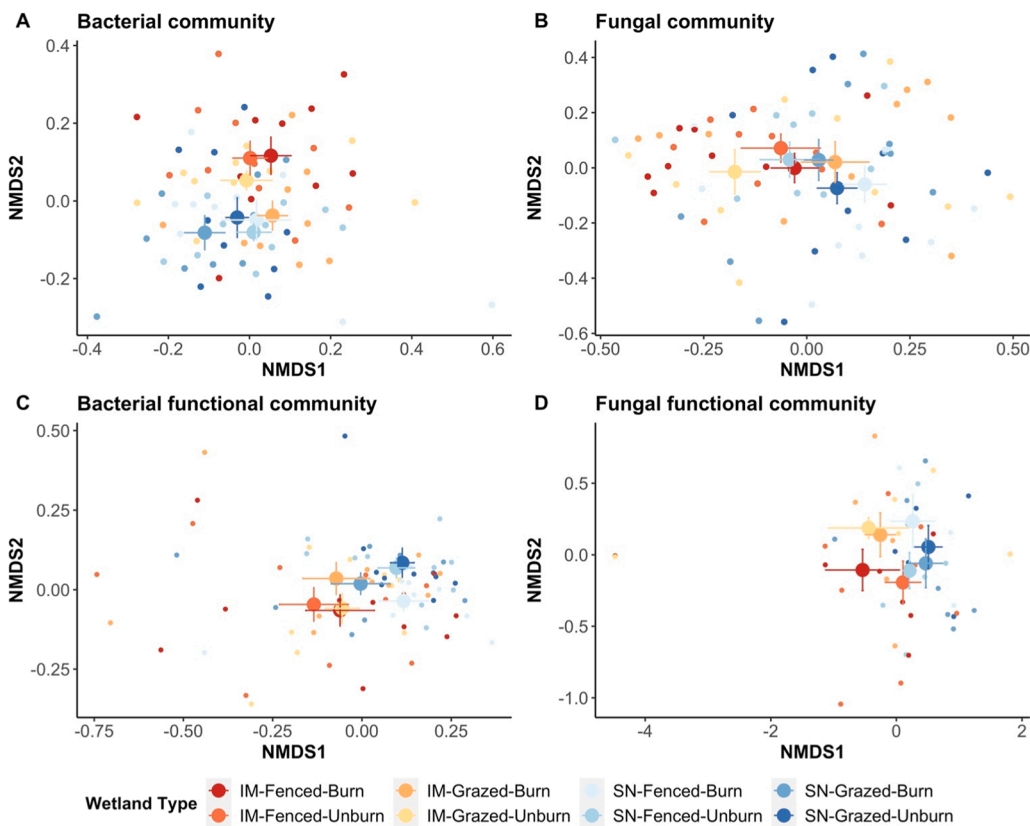 A Bacterial community
0.4
0.2
0.0
-0.2
NMDS2
-0.4 -0.2 0.0 0.2 0.4 0.6
NMDS1
B Fungal community
0.4
0.2
0.0
-0.2
-0.4
-0.6
NMDS2
-0.50 -0.25 0.00 0.25 0.50
NMDS1
C Bacterial functional community
0.50
0.25
0.00
-0.25
NMDS2
-0.75 -0.50 -0.25 0.00 0.25
NMDS1
D Fungal functional community
0.5
0.0
-0.5
-1.0
NMDS2
-4 -2 0 2
NMDS1
Wetland Type
IM-Fenced-Burn IM-Grazed-Burn SN-Fenced-Burn SN-Grazed-Burn
IM-Fenced-Unburn IM-Grazed-Unburn SN-Fenced-Unburn SN-Grazed-Unburn